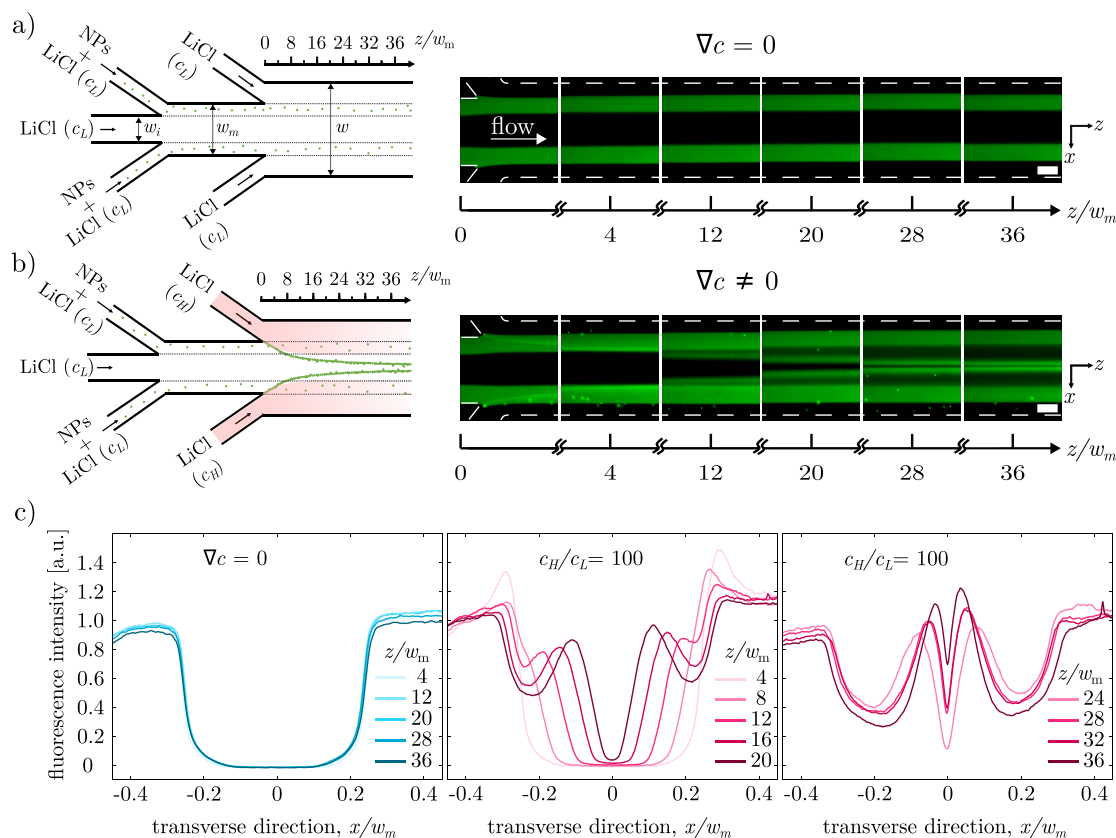 a)
NPs
+
LiCl (c_L)
LiCl
(c_L)
0 8 18 24 30 36 z/w_m
LiCl (c_L)
w_i
w_m
w
NPs
+
LiCl (c_L)
LiCl
(c_L)
∇c = 0
flow
z
x
0 4 12 20 28 36
z/w_m
b)
NPs
+
LiCl (c_L)
LiCl
(c_H)
0 8 18 24 30 36 z/w_m
LiCl (c_L)
NPs
+
LiCl (c_L)
LiCl
(c_H)
∇c ≠ 0
z
x
0 4 12 20 28 36
z/w_m
c)
fluorescence intensity [a.u.]
1.4
1.2
1.0
0.8
0.6
0.4
0.2
0
∇c = 0
z/w_m
4
12
20
28
36
-0.4 -0.2 0 0.2 0.4
transverse direction, x/w_m
c_H/c_L = 100
z/w_m
4
8
12
16
20
-0.4 -0.2 0 0.2 0.4
transverse direction, x/w_m
c_H/c_L = 100
z/w_m
24
28
32
36
-0.4 -0.2 0 0.2 0.4
transverse direction, x/w_m